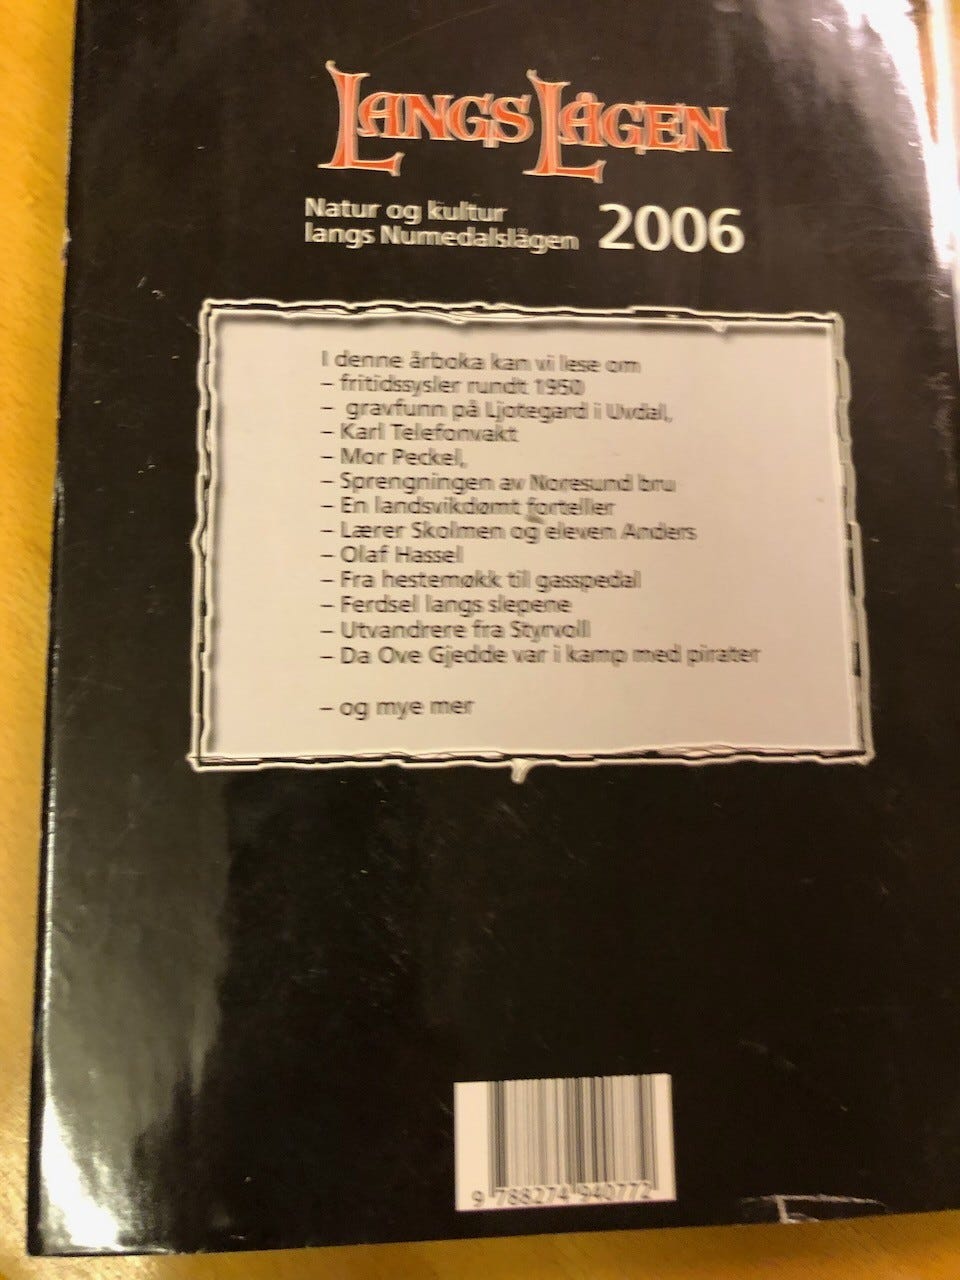 LANGS LÅGEN
Natur og kultur
langs Numedalslågen 2006
I denne årboka kan vi lese om
– fritidssysler rundt 1950
– gravfunn på Ljotegard i Uvdal,
– Karl Telefonvakt
– Mor Peckel,
– Sprengningen av Noresund bru
– En landsvikdømt forteller
– Lærer Skolmen og eleven Anders
– Olaf Hassel
– Fra hestemøkk til gasspedal
– Ferdsel langs slepene
– Utvandrere fra Styrvoll
– Da Ove Gjedde var i kamp med pirater
– og mye mer
9 788274 940772